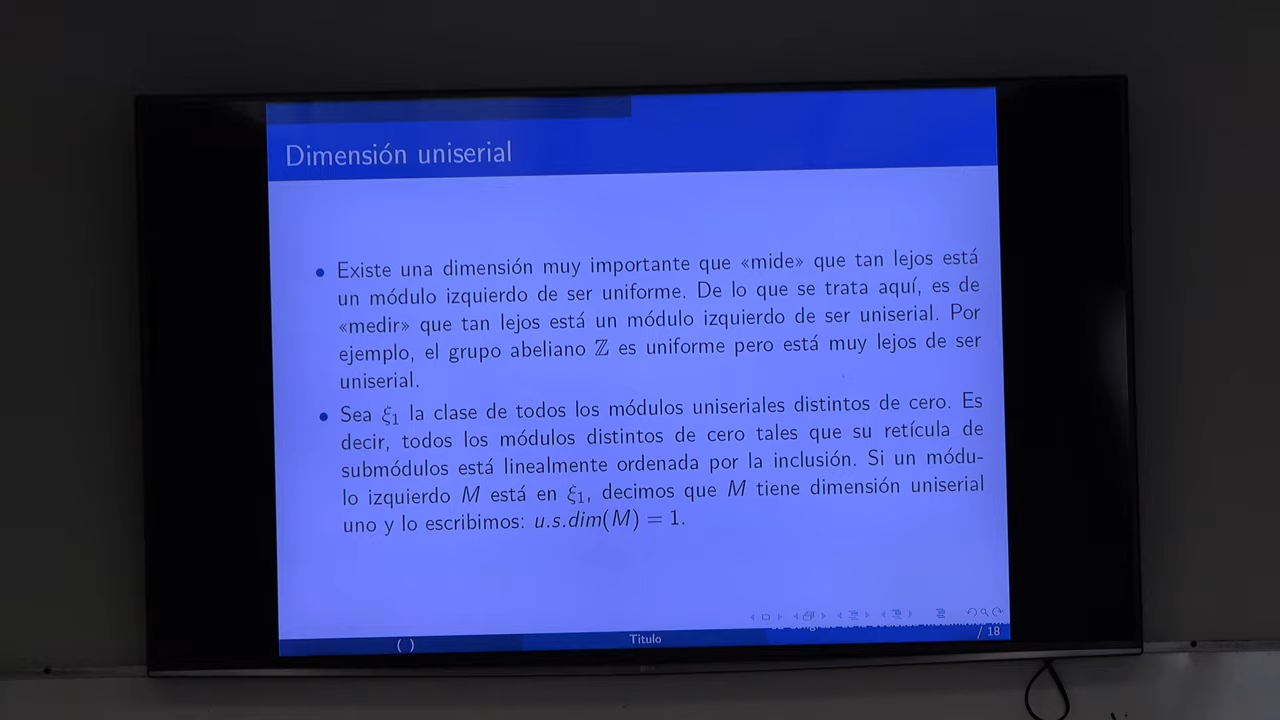 Dimensión uniserial
Existe una dimensión muy importante que «mide» que tan lejos está
un módulo izquierdo de ser uniforme. De lo que se trata aquí, es de
«medir» que tan lejos está un módulo izquierdo de ser uniserial. Por
ejemplo, el grupo abeliano ℤ es uniforme pero está muy lejos de ser
uniserial.
Sea ξ₁ la clase de todos los módulos uniseriales distintos de cero. Es
decir, todos los módulos distintos de cero tales que su retícula de
submódulos está linealmente ordenada por la inclusión. Si un módu-
lo izquierdo M está en ξ₁, decimos que M tiene dimensión uniserial
uno y lo escribimos: u.s.dim(M) = 1.
( ) Titulo / 18